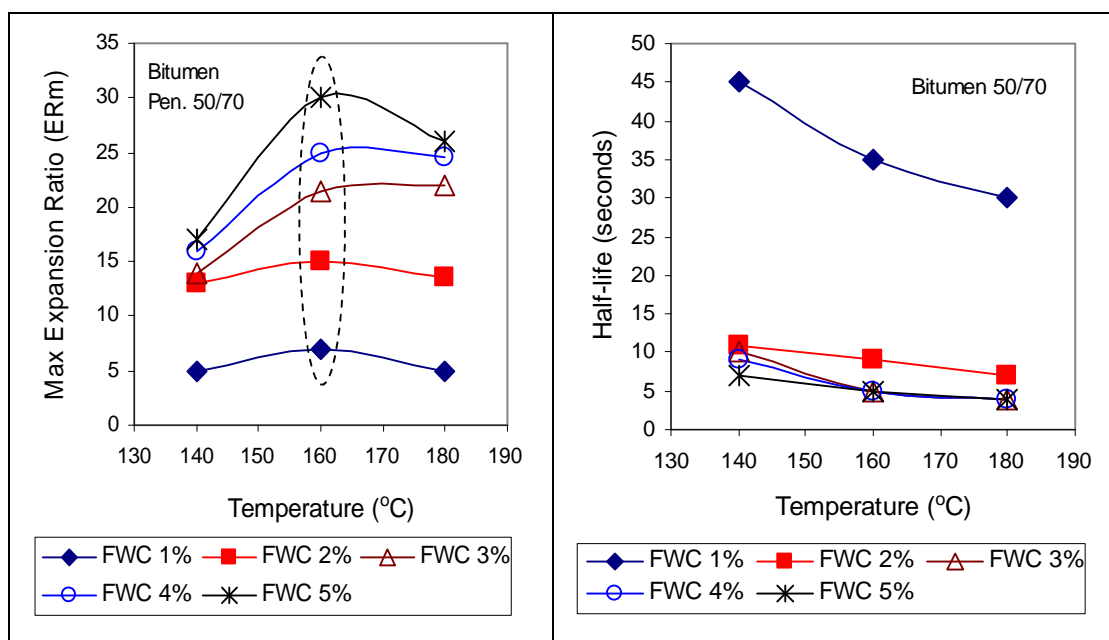 35
30
25
20
15
10
5
0
Max Expansion Ratio (ERm)
Bitumen
Pen. 50/70
130 140 150 160 170 180 190
Temperature (°C)
FWC 1% FWC 2% FWC 3%
FWC 4% FWC 5%
50
45
40
35
30
25
20
15
10
5
0
Half-life (seconds)
Bitumen 50/70
130 140 150 160 170 180 190
Temperature (°C)
FWC 1% FWC 2% FWC 3%
FWC 4% FWC 5%